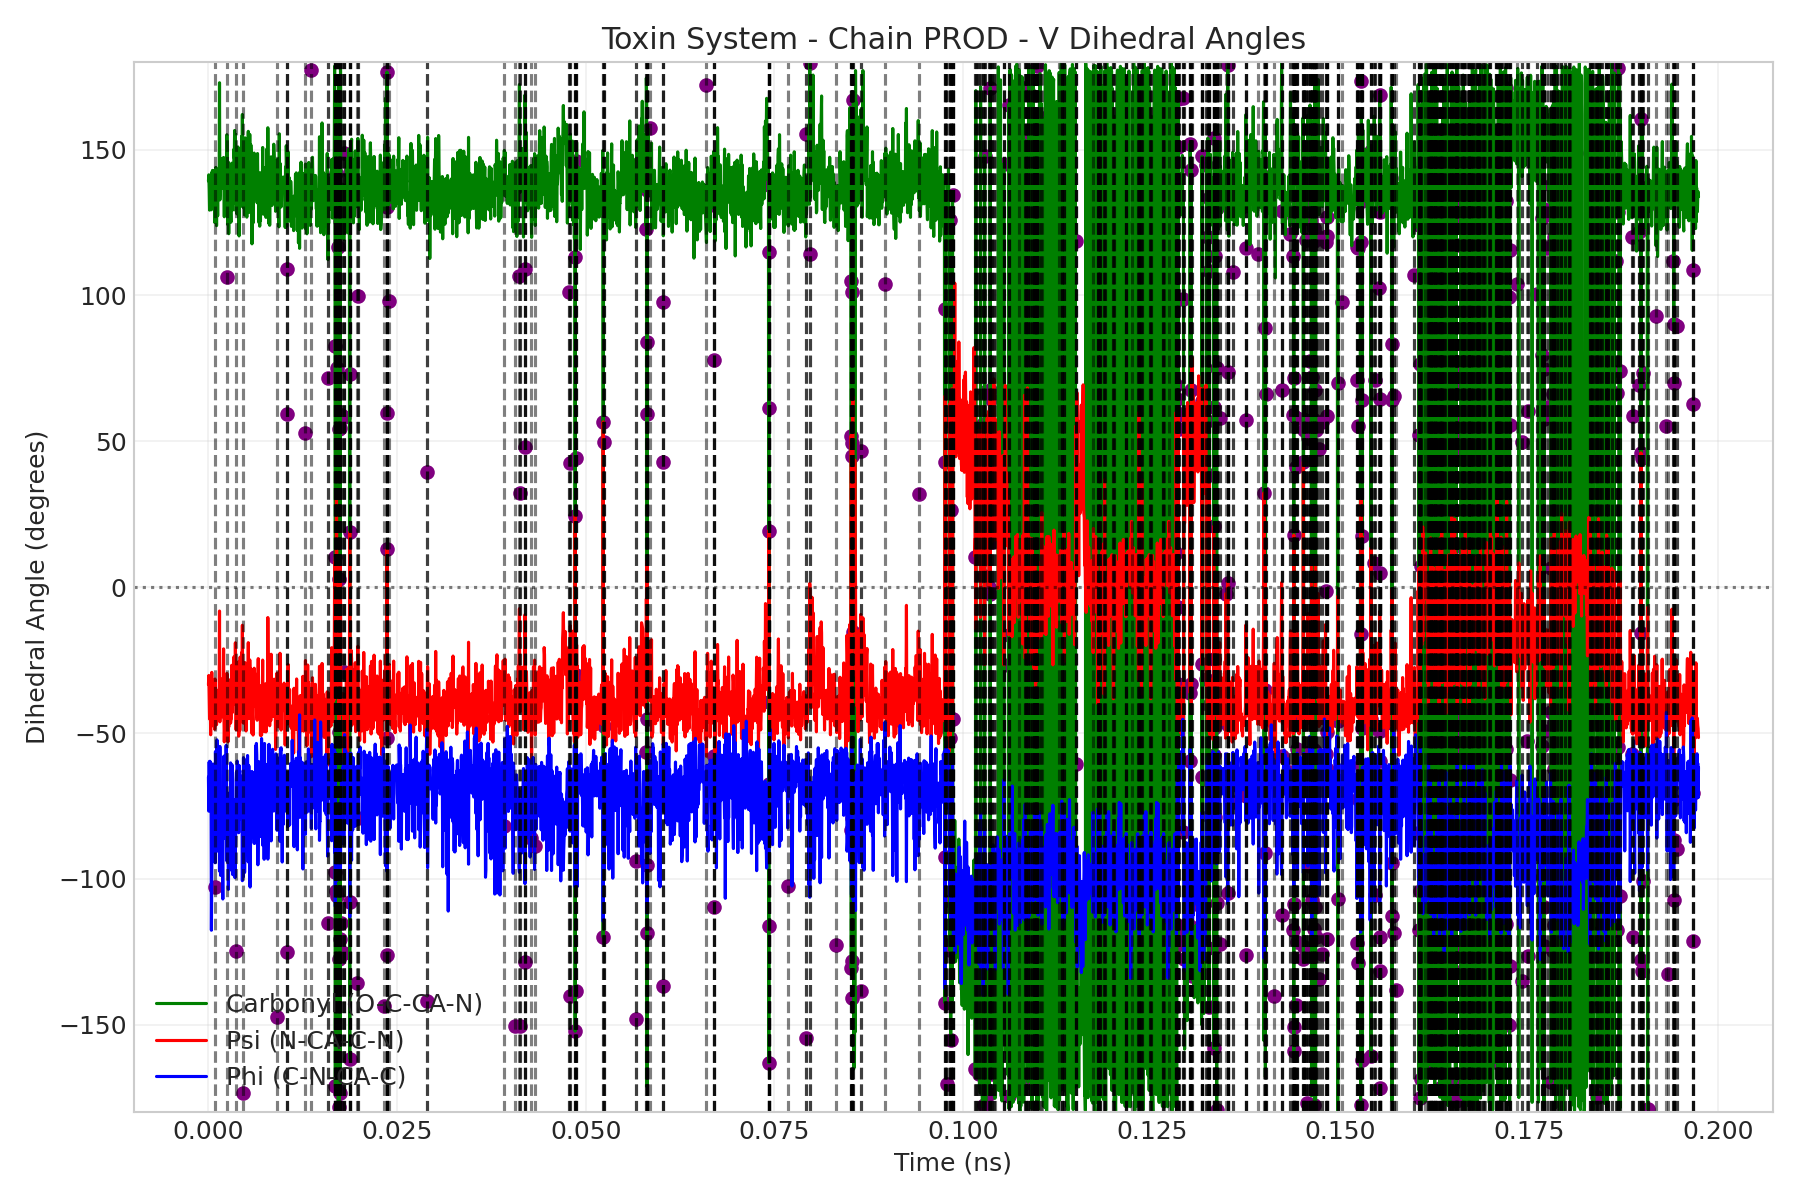 Toxin System - Chain PROD - V Dihedral Angles
Dihedral Angle (degrees)
150
100
50
0
−50
−100
−150
Carbonyl (O-C-CA-N)
Psi (N-CA-C-N)
Phi (C-N-CA-C)
0.000 0.025 0.050 0.075 0.100 0.125 0.150 0.175 0.200
Time (ns)